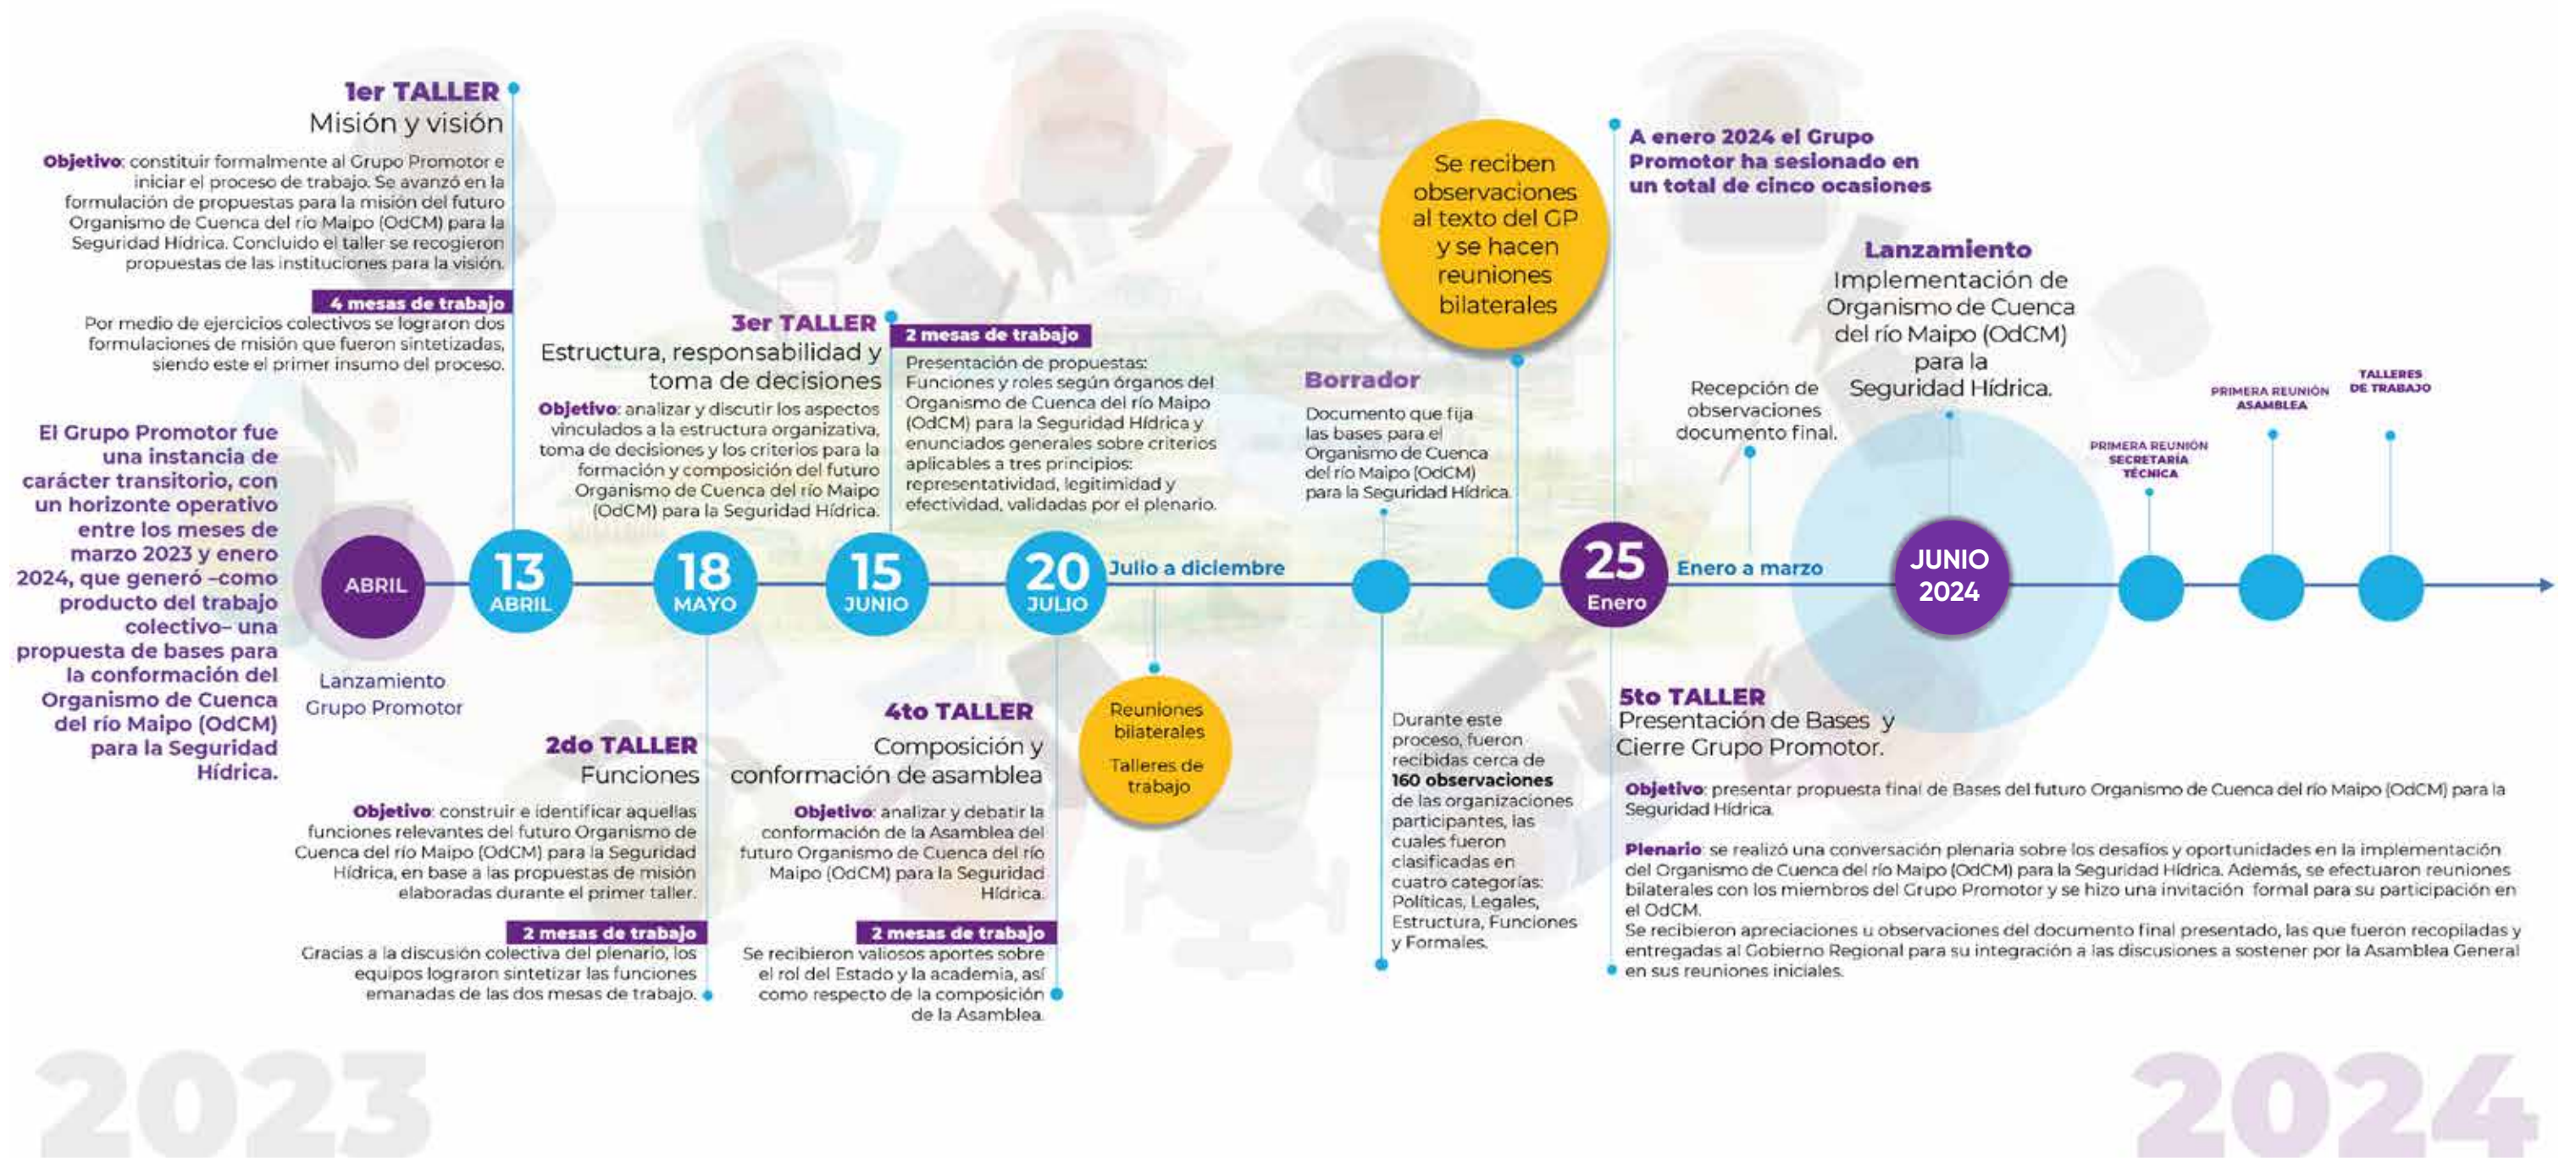 1er TALLER
Misión y visión
Objetivo: constituir formalmente al Grupo Promotor e
iniciar el proceso de trabajo. Se avanzó en la
formulación de propuestas para la misión del futuro
Organismo de Cuenca del río Maipo (OdCM) para la
Seguridad Hídrica. Concluido el taller se recogieron
propuestas de las instituciones para la visión.
4 mesas de trabajo
Por medio de ejercicios colectivos se lograron dos
formulaciones de misión que fueron sintetizadas,
siendo este el primer insumo del proceso.
El Grupo Promotor fue
una instancia de
carácter transitorio, con
un horizonte operativo
entre los meses de
marzo 2023 y enero
2024, que generó –como
producto del trabajo
colectivo– una
propuesta de bases para
la conformación del
Organismo de Cuenca
del río Maipo (OdCM)
para la Seguridad
Hídrica.
ABRIL
Lanzamiento
Grupo Promotor
13
ABRIL
18
MAYO
2do TALLER
Funciones
Objetivo: construir e identificar aquellas
funciones relevantes del futuro Organismo de
Cuenca del río Maipo (OdCM) para la Seguridad
Hídrica, en base a las propuestas de misión
elaboradas durante el primer taller.
2 mesas de trabajo
Gracias a la discusión colectiva del plenario, los
equipos lograron sintetizar las funciones
emanadas de las dos mesas de trabajo.
3er TALLER
Estructura, responsabilidad y
toma de decisiones
Objetivo: analizar y discutir los aspectos
vinculados a la estructura organizativa,
toma de decisiones y los criterios para la
formación y composición del futuro
Organismo de Cuenca del río Maipo
(OdCM) para la Seguridad Hídrica.
2 mesas de trabajo
Presentación de propuestas:
Funciones y roles según órganos del
Organismo de Cuenca del río Maipo
(OdCM) para la Seguridad Hídrica y
enunciados generales sobre criterios
aplicables a tres principios:
representatividad, legitimidad y
efectividad, validadas por el plenario.
15
JUNIO
20
JULIO
4to TALLER
Composición y
conformación de asamblea
Objetivo: analizar y debatir la
conformación de la Asamblea del
futuro Organismo de Cuenca del río
Maipo (OdCM) para la Seguridad
Hídrica.
2 mesas de trabajo
Se recibieron valiosos aportes sobre
el rol del Estado y la academia, así
como respecto de la composición
de la Asamblea.
Julio a diciembre
Reuniones
bilaterales
Talleres de
trabajo
Borrador
Documento que fija
las bases para el
Organismo de Cuenca
del río Maipo (OdCM)
para la Seguridad Hídrica.
Durante este
proceso, fueron
recibidas cerca de
160 observaciones
de las organizaciones
participantes, las
cuales fueron
clasificadas en
cuatro categorías:
Políticas, Legales,
Estructura, Funciones
y Formales.
Se reciben
observaciones
al texto del GP
y se hacen
reuniones
bilaterales
A enero 2024 el Grupo
Promotor ha sesionado en
un total de cinco ocasiones
25
Enero
5to TALLER
Presentación de Bases y
Cierre Grupo Promotor.
Objetivo: presentar propuesta final de Bases del futuro Organismo de Cuenca del río Maipo (OdCM) para la
Seguridad Hídrica.
Plenario: se realizó una conversación plenaria sobre los desafíos y oportunidades en la implementación
del Organismo de Cuenca del río Maipo (OdCM) para la Seguridad Hídrica. Además, se efectuaron reuniones
bilaterales con los miembros del Grupo Promotor y se hizo una invitación formal para su participación en
el OdCM.
Se recibieron apreciaciones u observaciones del documento final presentado, las que fueron recopiladas y
entregadas al Gobierno Regional para su integración a las discusiones a sostener por la Asamblea General
en sus reuniones iniciales.
Enero a marzo
Recepción de
observaciones
documento final.
Lanzamiento
Implementación de
Organismo de Cuenca
del río Maipo (OdCM)
para la
Seguridad Hídrica.
JUNIO
2024
PRIMERA REUNIÓN
SECRETARÍA
TÉCNICA
PRIMERA REUNIÓN
ASAMBLEA
TALLERES
DE TRABAJO
2023
2024